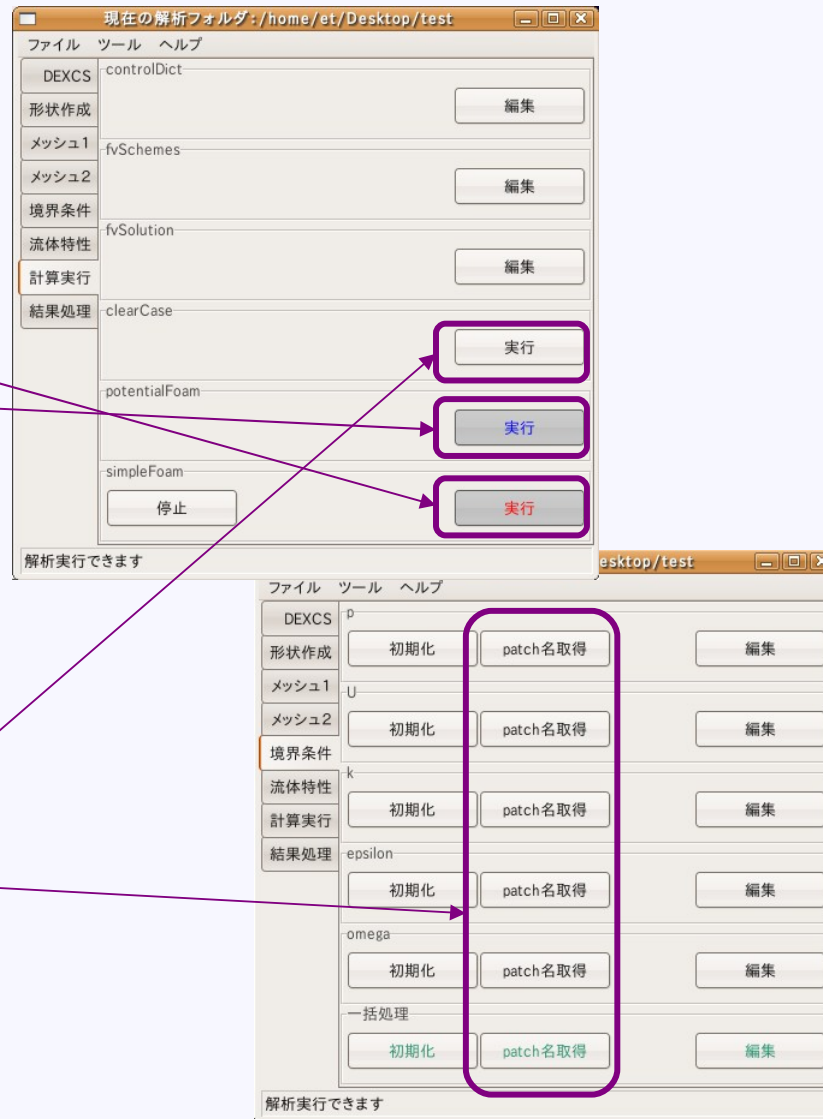 現在の解析フォルダ:/home/et/Desktop/test
ファイル ツール ヘルプ
DEXCS
形状作成
メッシュ1
メッシュ2
境界条件
流体特性
計算実行
結果処理
controlDict
編集
fvSchemes
編集
fvSolution
編集
clearCase
実行
potentialFoam
実行
simpleFoam
停止 実行
解析実行できます
esktop/test
ファイル ツール ヘルプ
DEXCS
形状作成
メッシュ1
メッシュ2
境界条件
流体特性
計算実行
結果処理
p
初期化 patch名取得 編集
U
初期化 patch名取得 編集
k
初期化 patch名取得 編集
epsilon
初期化 patch名取得 編集
omega
初期化 patch名取得 編集
一括処理
初期化 patch名取得 編集
解析実行できます